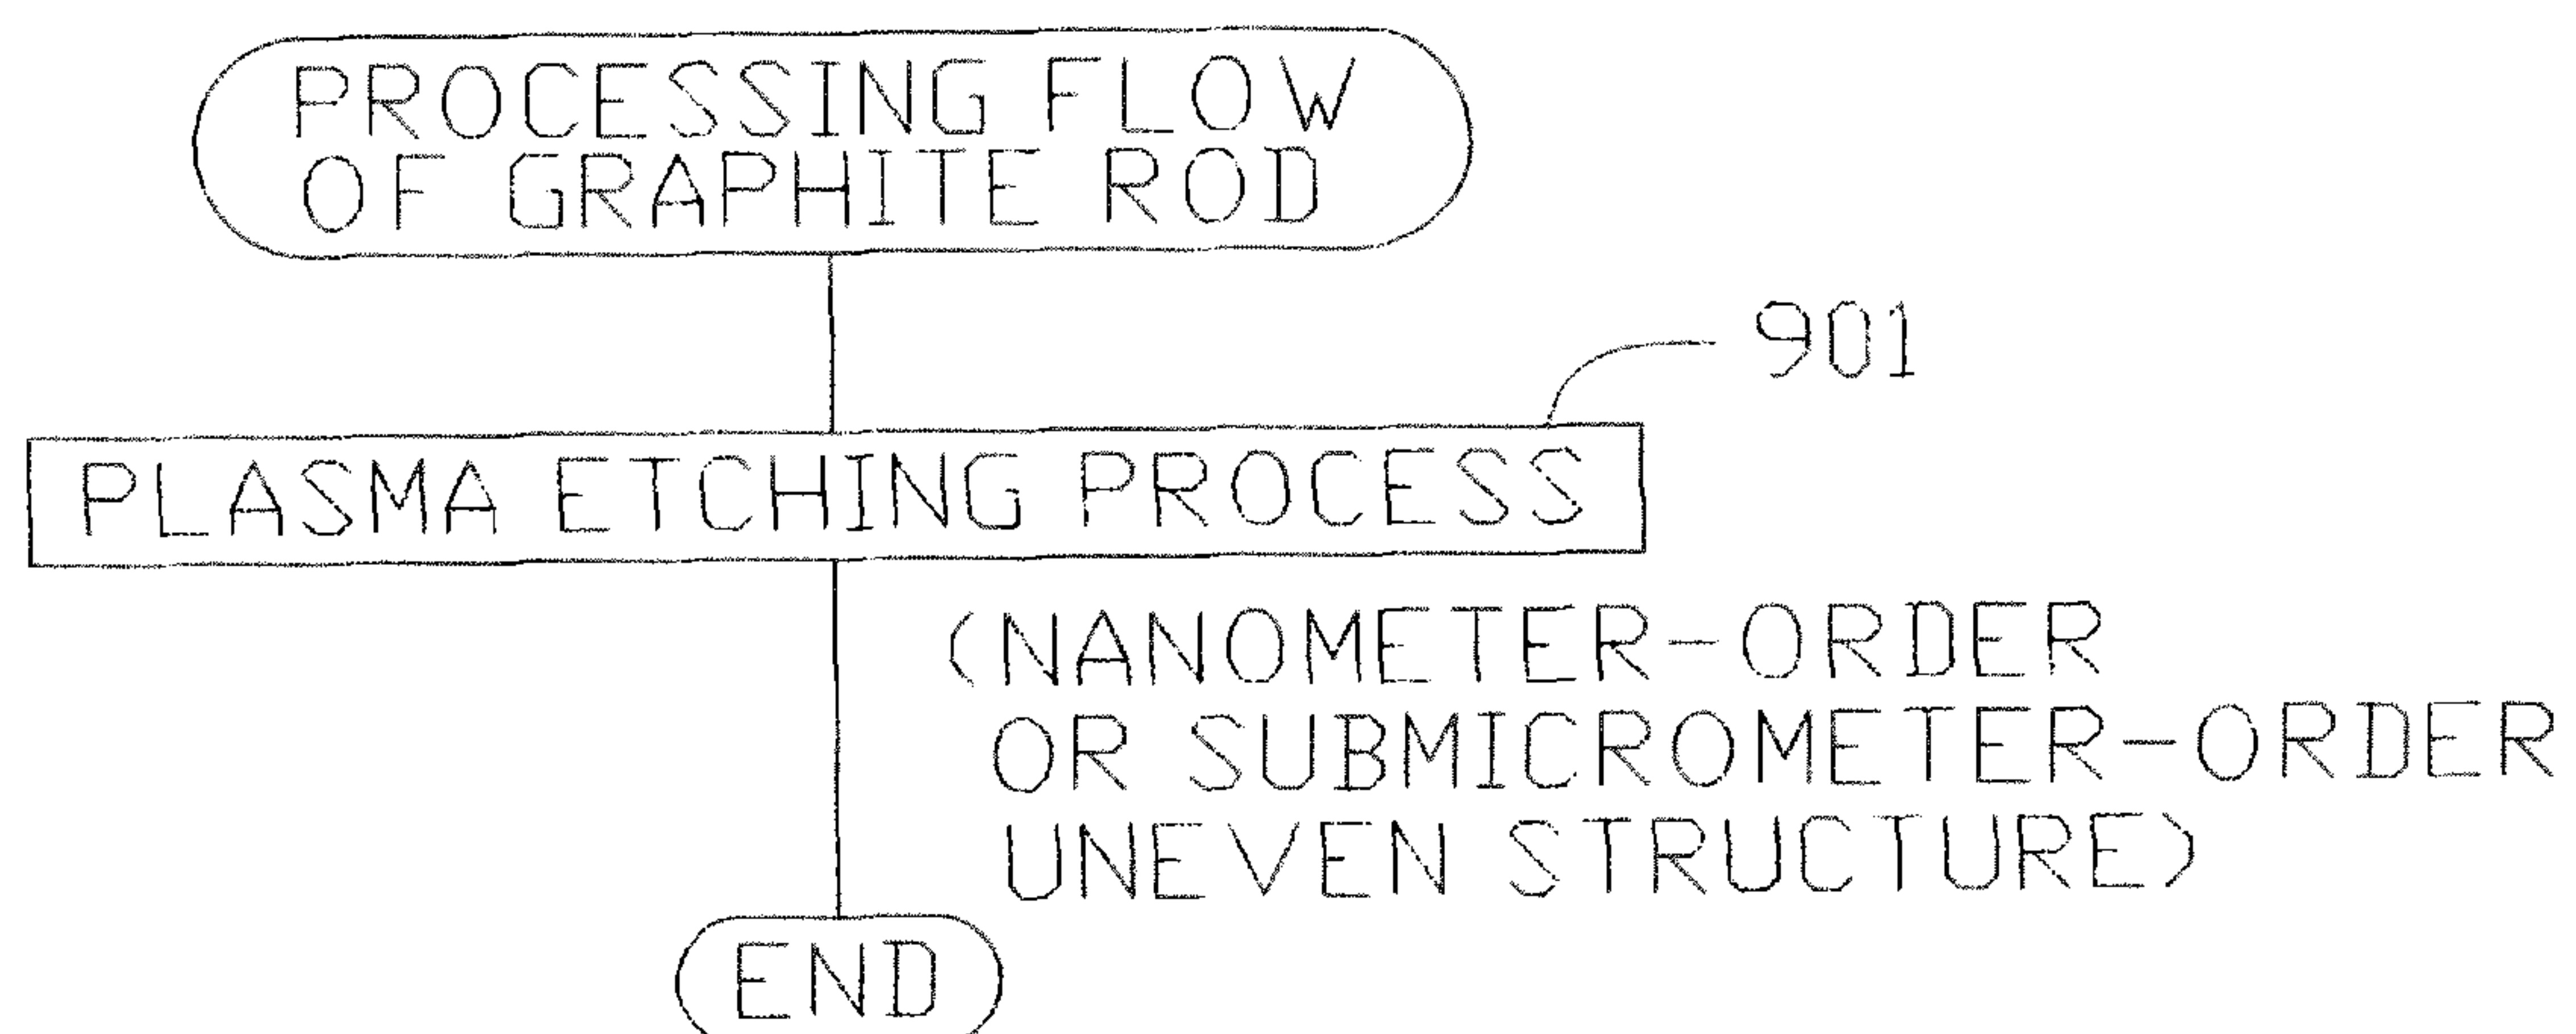 PROCESSING FLOW
OF GRAPHITE ROD
901
PLASMA ETCHING PROCESS
(NANOMETER-ORDER
OR SUBMICROMETER-ORDER
UNEVEN STRUCTURE)
END